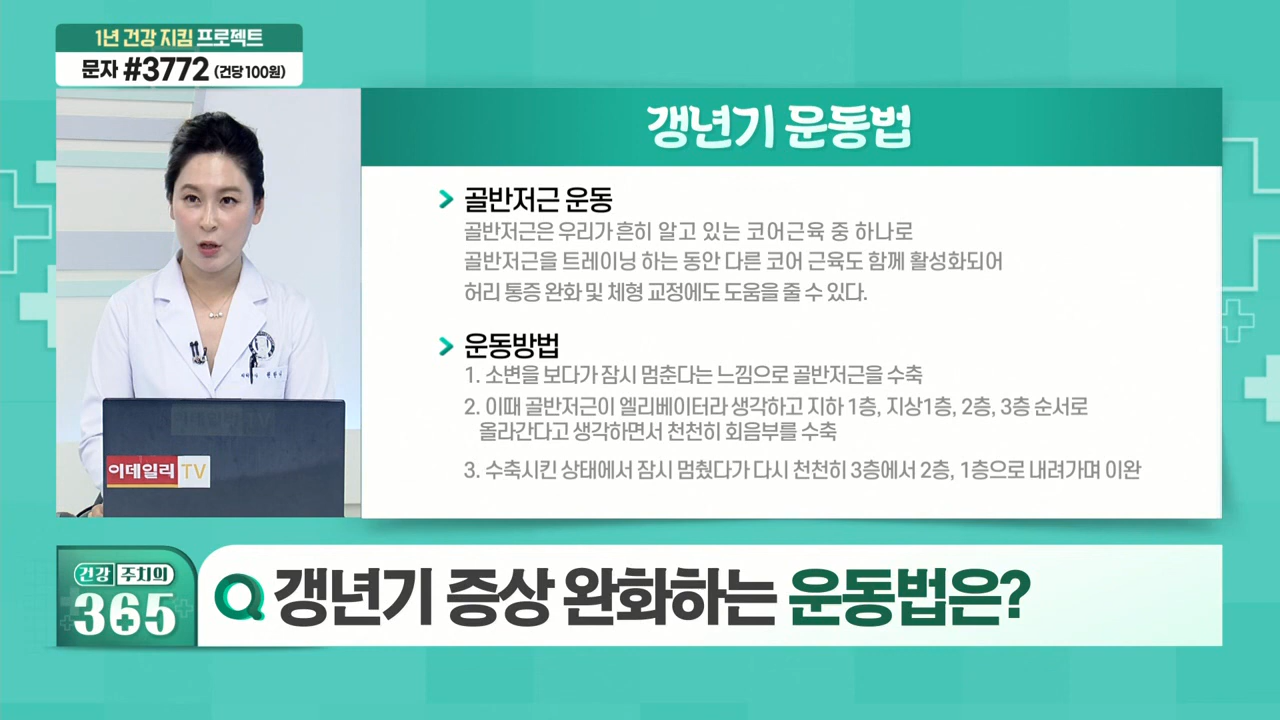 1년 건강 지킴 프로젝트
문자 #3772 (건당 100원)
갱년기 운동법
골반저근 운동
골반저근은 우리가 흔히 알고 있는 코어근육 중 하나로
골반저근을 트레이닝 하는 동안 다른 코어 근육도 함께 활성화되어
허리 통증 완화 및 체형 교정에도 도움을 줄 수 있다.
운동방법
1. 소변을 보다가 잠시 멈춘다는 느낌으로 골반저근을 수축
2. 이때 골반저근이 엘리베이터라 생각하고 지하 1층, 지상1층, 2층, 3층 순서로
올라간다고 생각하면서 천천히 회음부를 수축
3. 수축시킨 상태에서 잠시 멈췄다가 다시 천천히 3층에서 2층, 1층으로 내려가며 이완
이데일리 TV
건강 주치의
365
Q 갱년기 증상 완화하는 운동법은?